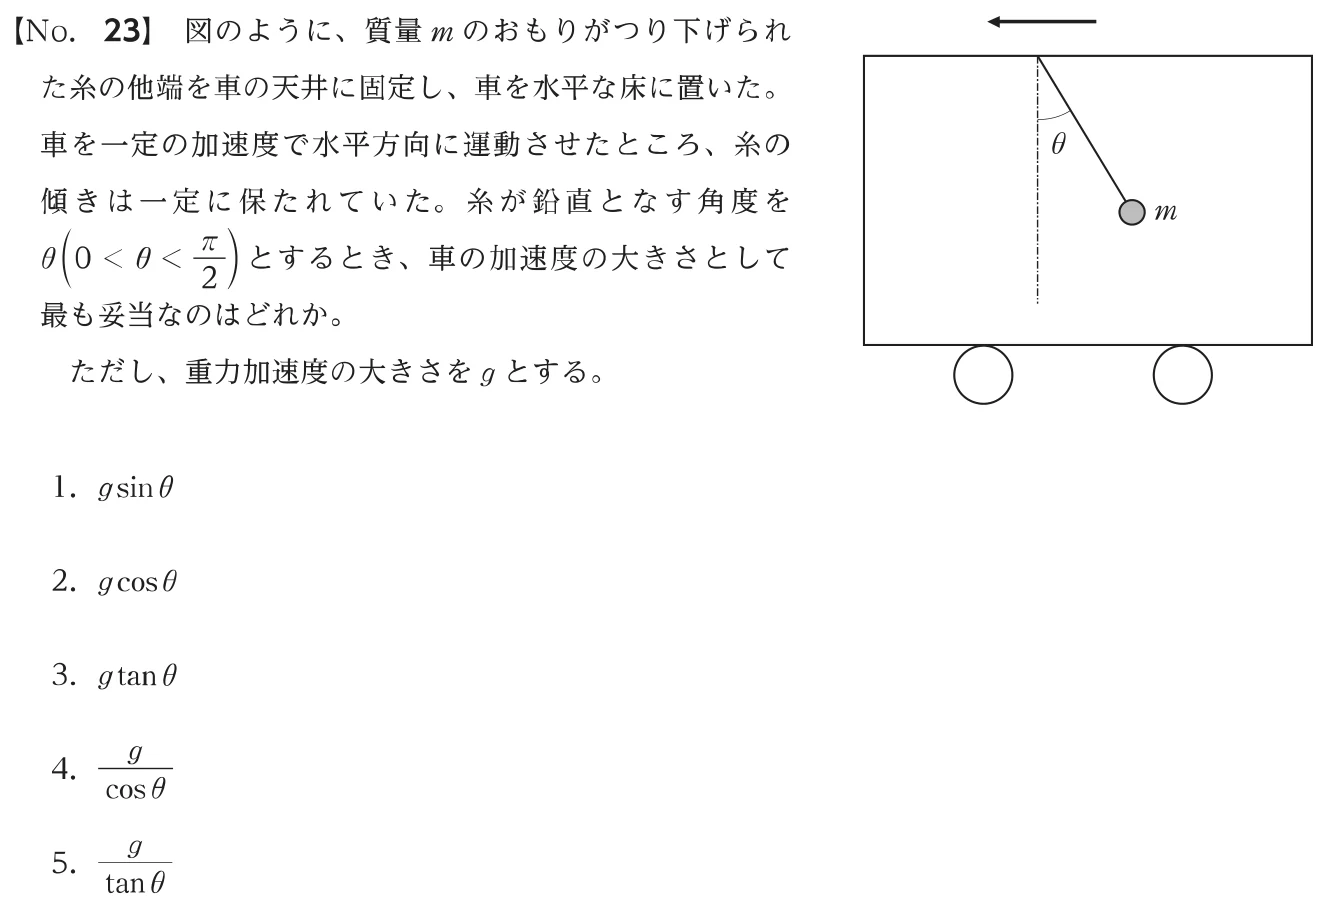 【No. 23】 図のように、質量 m のおもりがつり下げられ
た糸の他端を車の天井に固定し、車を水平な床に置いた。
車を一定の加速度で水平方向に運動させたところ、糸の
傾きは一定に保たれていた。糸が鉛直となす角度を
θ(0 < θ < π/2)とするとき、車の加速度の大きさとして
最も妥当なのはどれか。
ただし、重力加速度の大きさを g とする。
θ
m
1. g sin θ
2. g cos θ
3. g tan θ
4. g/cos θ
5. g/tan θ